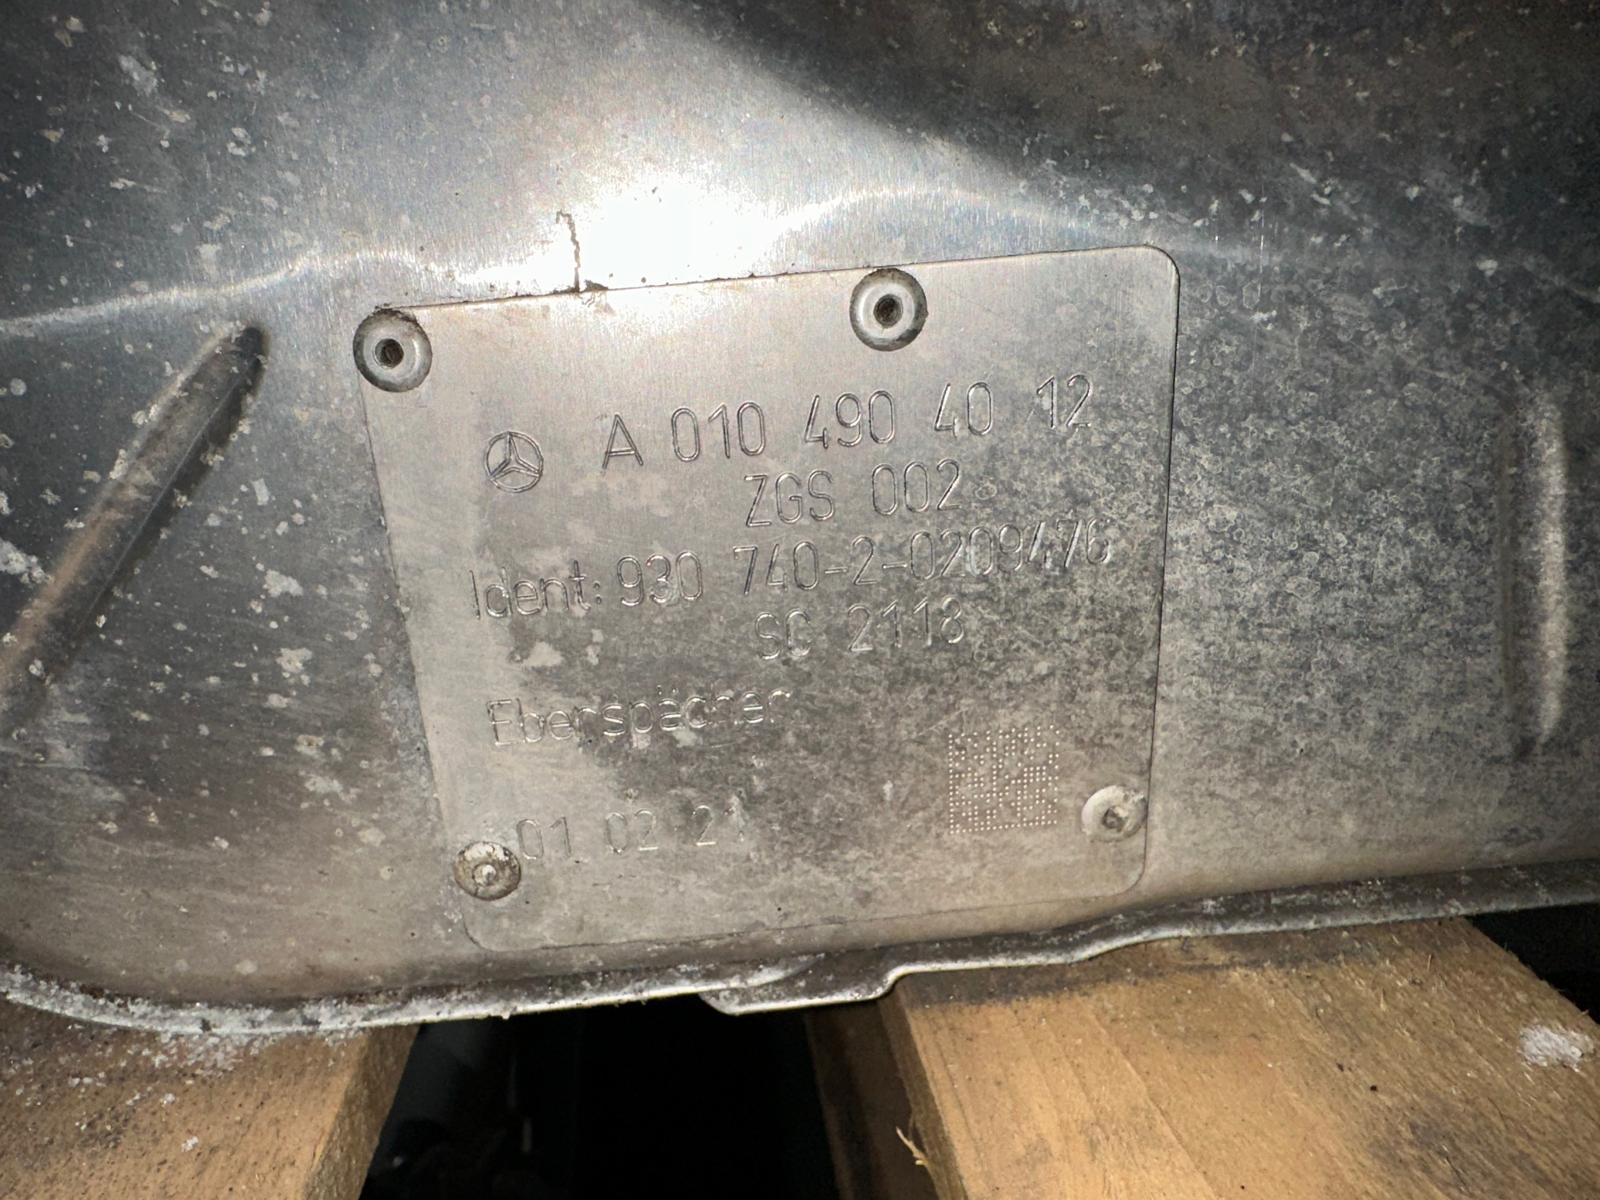 A 010 490 40 12
ZGS 002
Ident: 930 740-2-0209476
SC 2118
Eberspächer
01 02 21